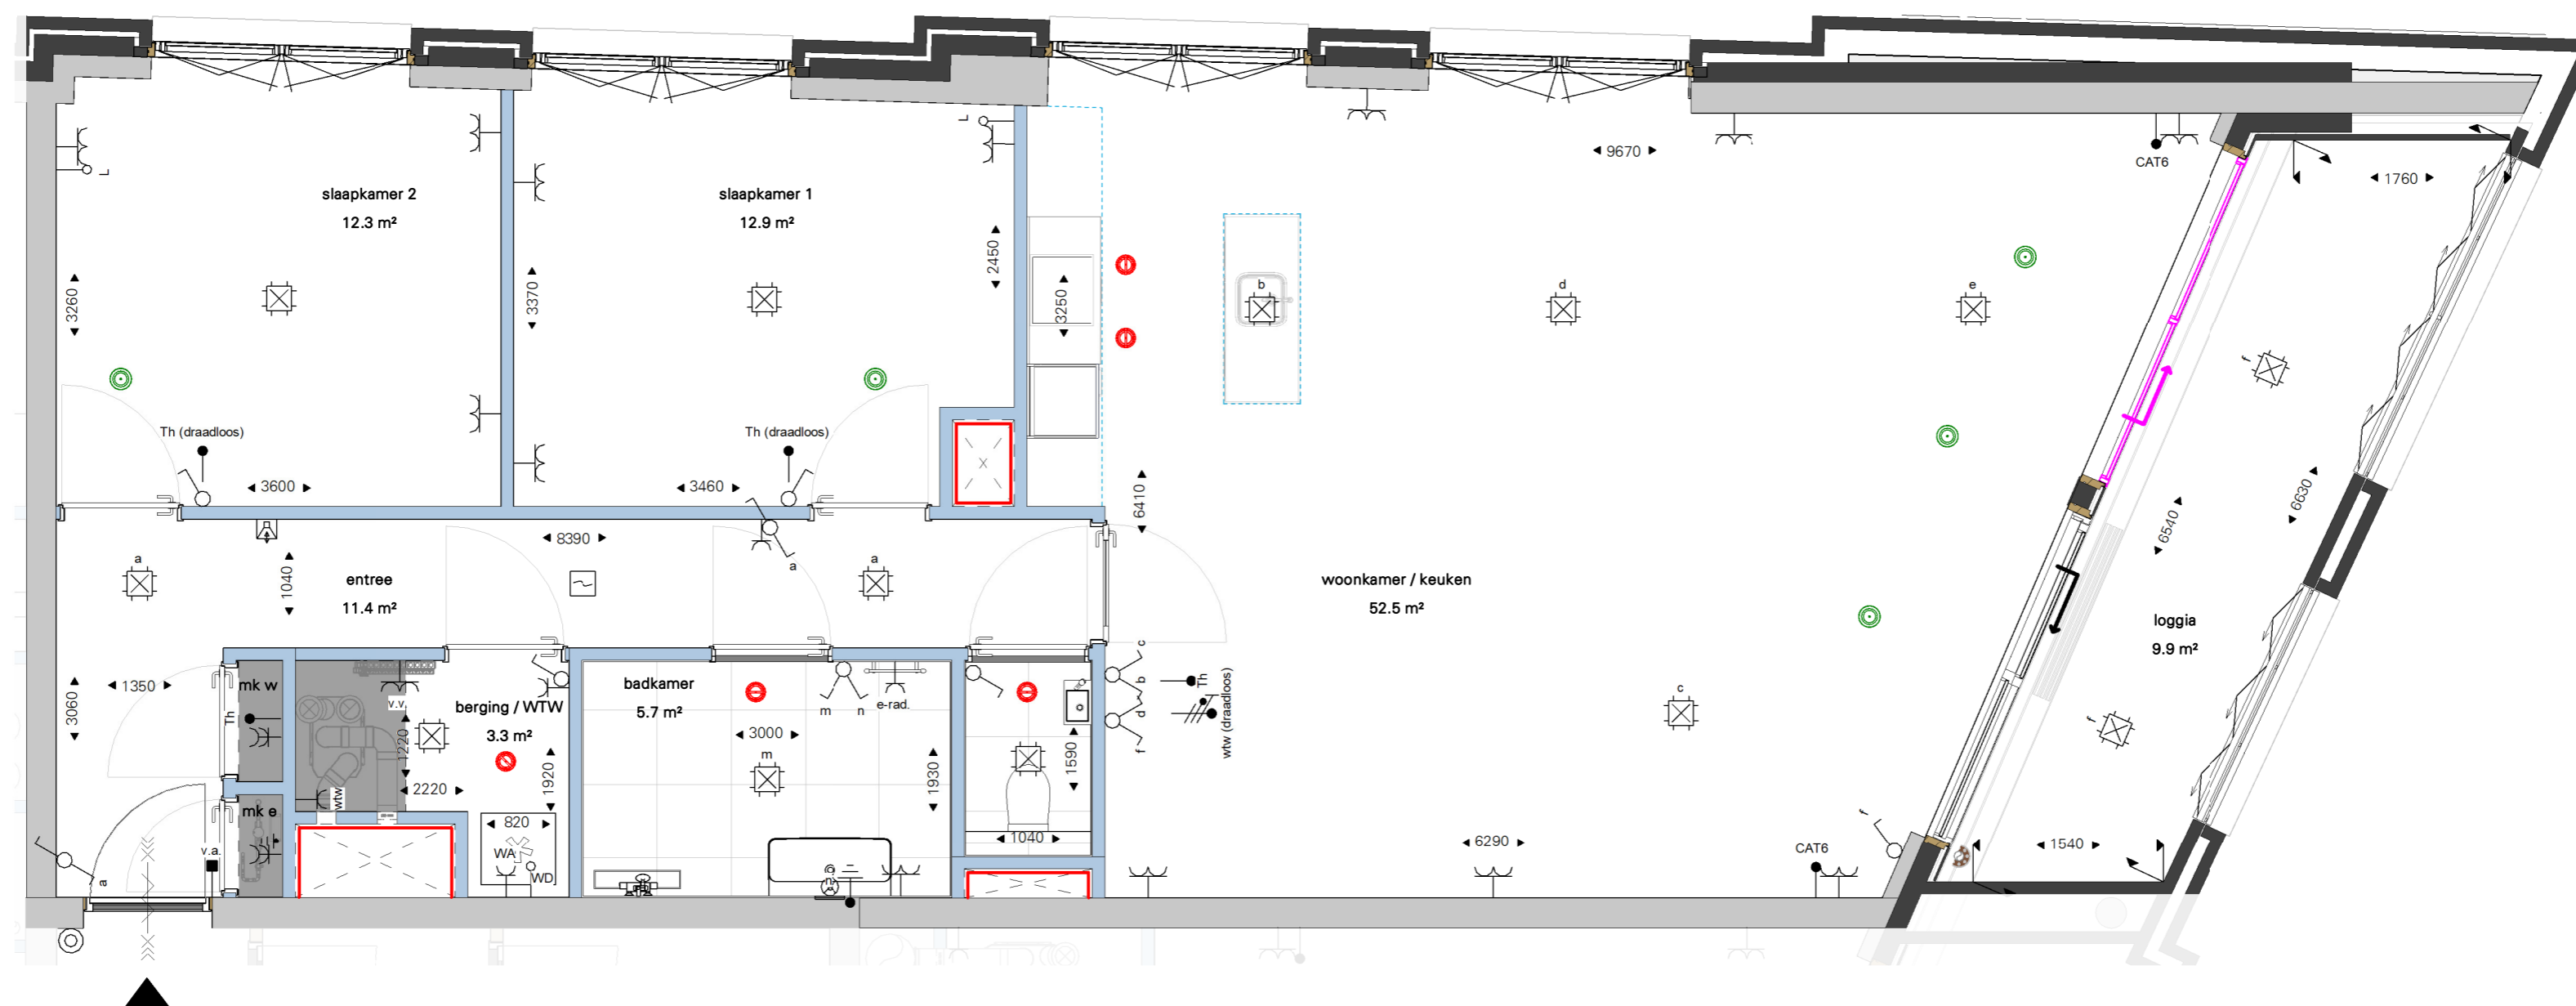 9670
CAT6
1760
L
L
slaapkamer 2
12.3 m²
slaapkamer 1
12.9 m²
2450
3260
3370
3250
b
d
e
f
Th (draadloos)
Th (draadloos)
3600
3460
X
6410
6540
6630
8390
a
1040
entree
11.4 m²
a
a
woonkamer / keuken
52.5 m²
loggia
9.9 m²
1350
3060
mk w
Th
v.v.
berging / WTW
3.3 m²
1220
2220
1920
badkamer
5.7 m²
m
n
e-rad.
3000
m
1930
1590
1040
c
b
d
f
Th
wtw (draadloos)
c
f
f
mk e
v.a.
a
wtw
820
WA
WD
6290
CAT6
1540